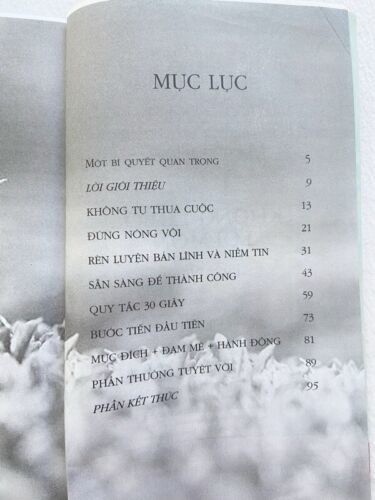 MỤC LỤC
MỘT BÍ QUYẾT QUAN TRỌNG 5
LỜI GIỚI THIỆU 9
KHÔNG TỰ THUA CUỘC 13
ĐỪNG NÓNG VỘI 21
RÈN LUYỆN BẢN LĨNH VÀ NIỀM TIN 31
SẴN SÀNG ĐỂ THÀNH CÔNG 43
QUY TẮC 30 GIÂY 59
BƯỚC TIẾN ĐẦU TIÊN 73
MỤC ĐÍCH + ĐAM MÊ + HÀNH ĐỘNG 81
PHẦN THƯỞNG TUYỆT VỜI 89
PHẦN KẾT THÚC 95